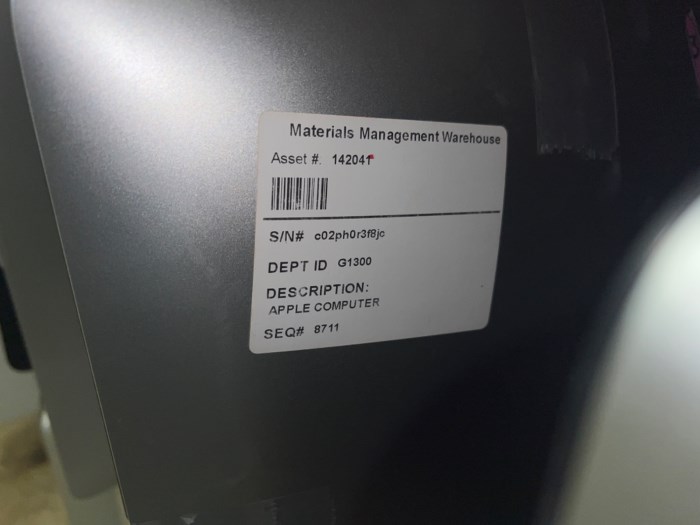 Materials Management Warehouse
Asset #. 142041
S/N# c02ph0r3f8jc
DEPT ID G1300
DESCRIPTION:
APPLE COMPUTER
SEQ# 8711